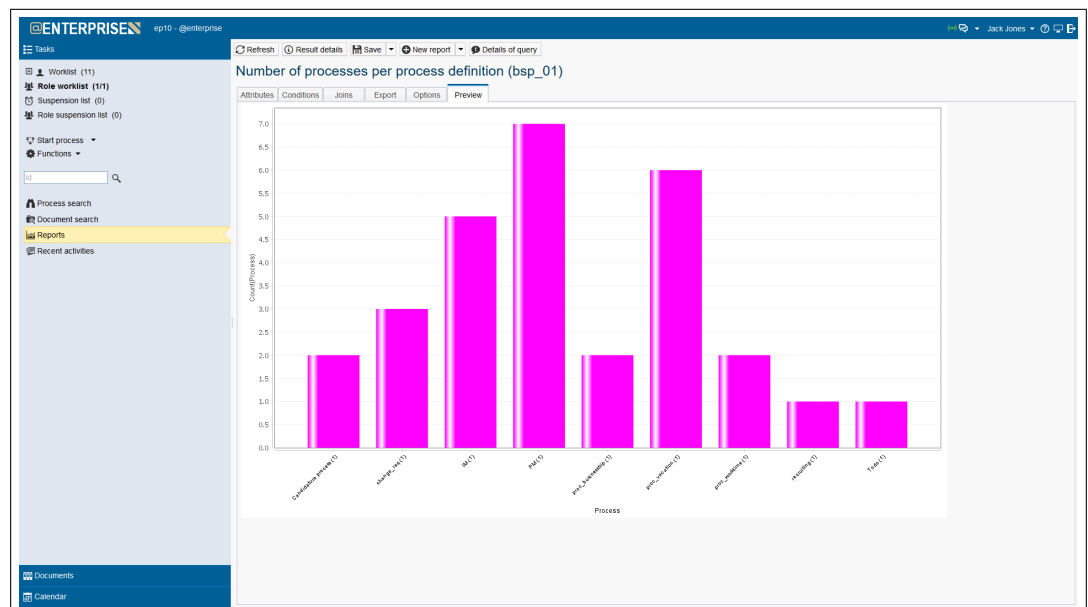 @ENTERPRISE ep10 - @enterprise Jack Jones
Tasks
Refresh Result details Save New report Details of query
Number of processes per process definition (bsp_01)
Attributes Conditions Joins Export Options Preview
Worklist (11)
Role worklist (1/1)
Suspension list (0)
Role suspension list (0)
Start process
Functions
Id
Process search
Document search
Reports
Recent activities
Documents
Calendar
Count(Process)
7.0
6.5
6.0
5.5
5.0
4.5
4.0
3.5
3.0
2.5
2.0
1.5
1.0
0.5
0.0
Candidature process (1)
change_req (1)
IM (1)
PM (1)
proc_businesstrip (1)
proc_vacation (1)
proc_worktime (1)
recruiting (1)
Todo (1)
Process